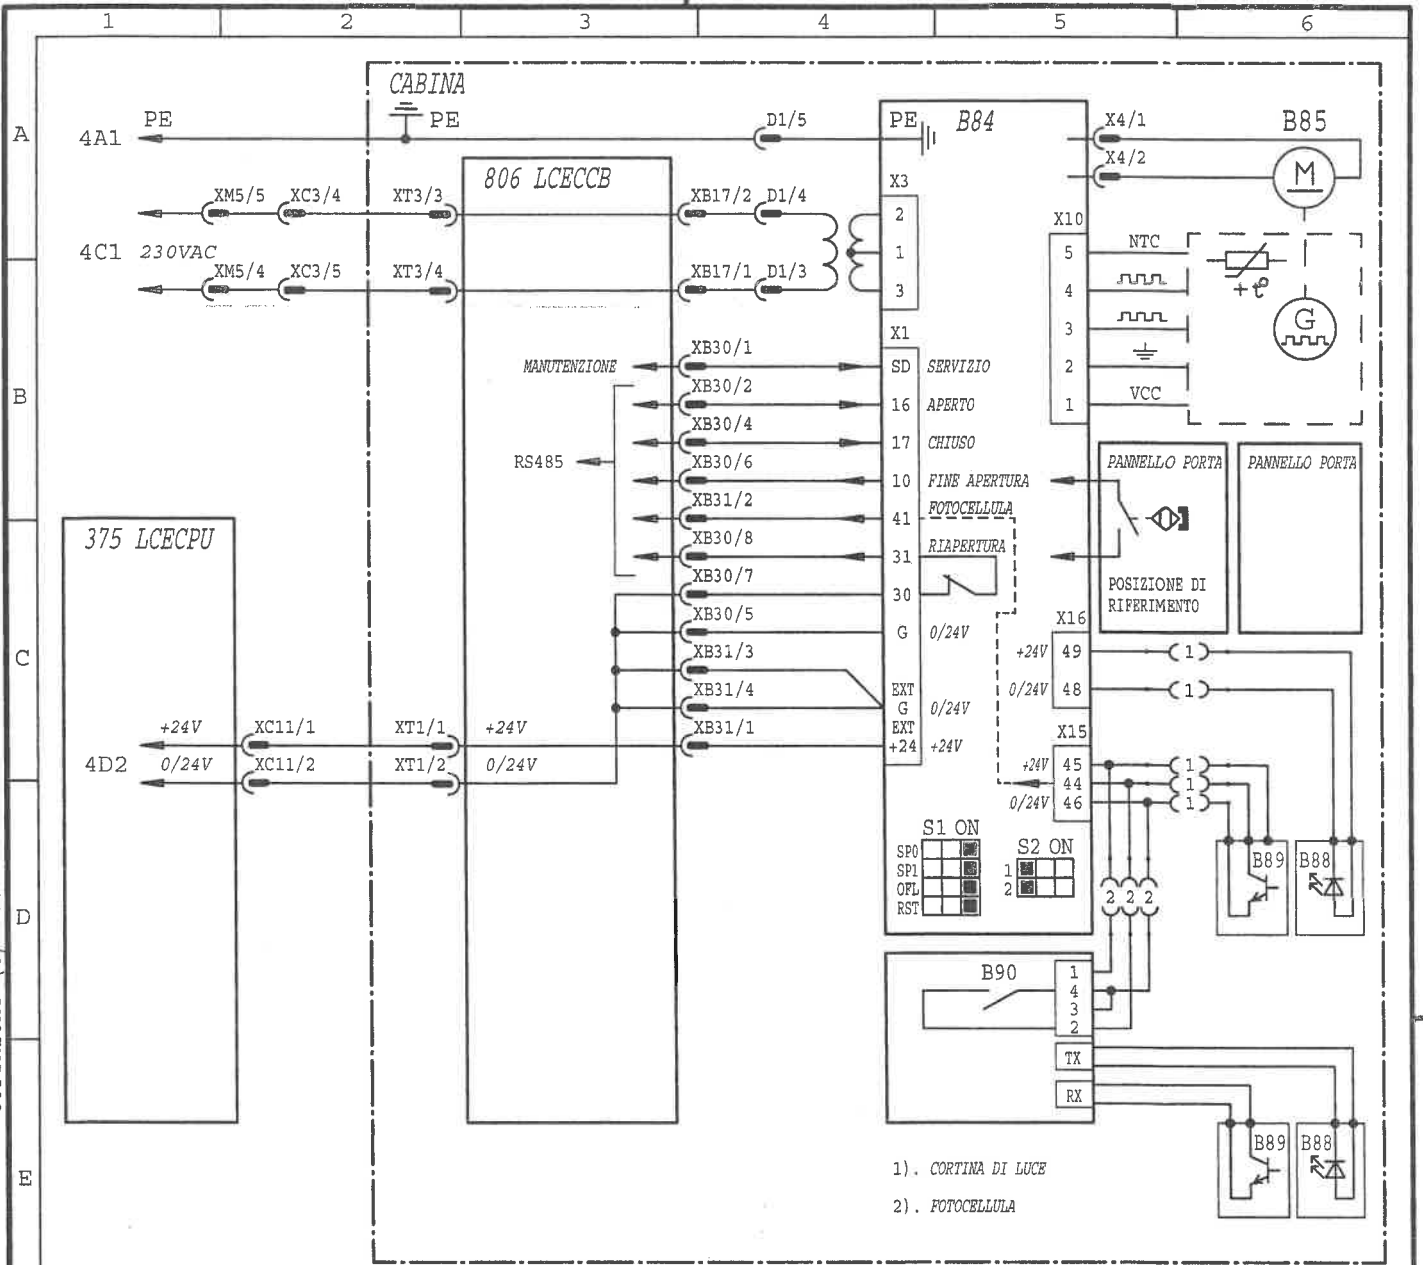 1 2 3 4 5 6
A
B
C
D
E
CABINA
4A1 PE PE D1/5 PE B84 X4/1 B85
X4/2
M
806 LCECCB
X3
XM5/5 XC3/4 XT3/3 XB17/2 D1/4 2
4C1 230VAC 1
XM5/4 XC3/5 XT3/4 XB17/1 D1/3 3
X10
5 NTC
4
3
2
1 VCC
+t°
G
X1
MANUTENZIONE XB30/1 SD SERVIZIO
XB30/2 16 APERTO
XB30/4 17 CHIUSO
RS485
XB30/6 10 FINE APERTURA
XB31/2 41 FOTOCELLULA
XB30/8 31 RIAPERTURA
XB30/7 30
XB30/5 G 0/24V
XB31/3
XB31/4 EXT G 0/24V
XB31/1 EXT +24 +24V
PANNELLO PORTA
PANNELLO PORTA
POSIZIONE DI
RIFERIMENTO
375 LCECPU
+24V XC11/1 XT1/1 +24V
4D2 0/24V XC11/2 XT1/2 0/24V
X16
+24V 49 1
0/24V 48 1
X15
+24V 45 1
44 1
0/24V 46 1
S1 ON
SP0
SP1
OFL
RST
S2 ON
1
2
2 2 2
B89 B88
B90
1
4
3
2
TX
RX
B89 B88
1). CORTINA DI LUCE
2). FOTOCELLULA